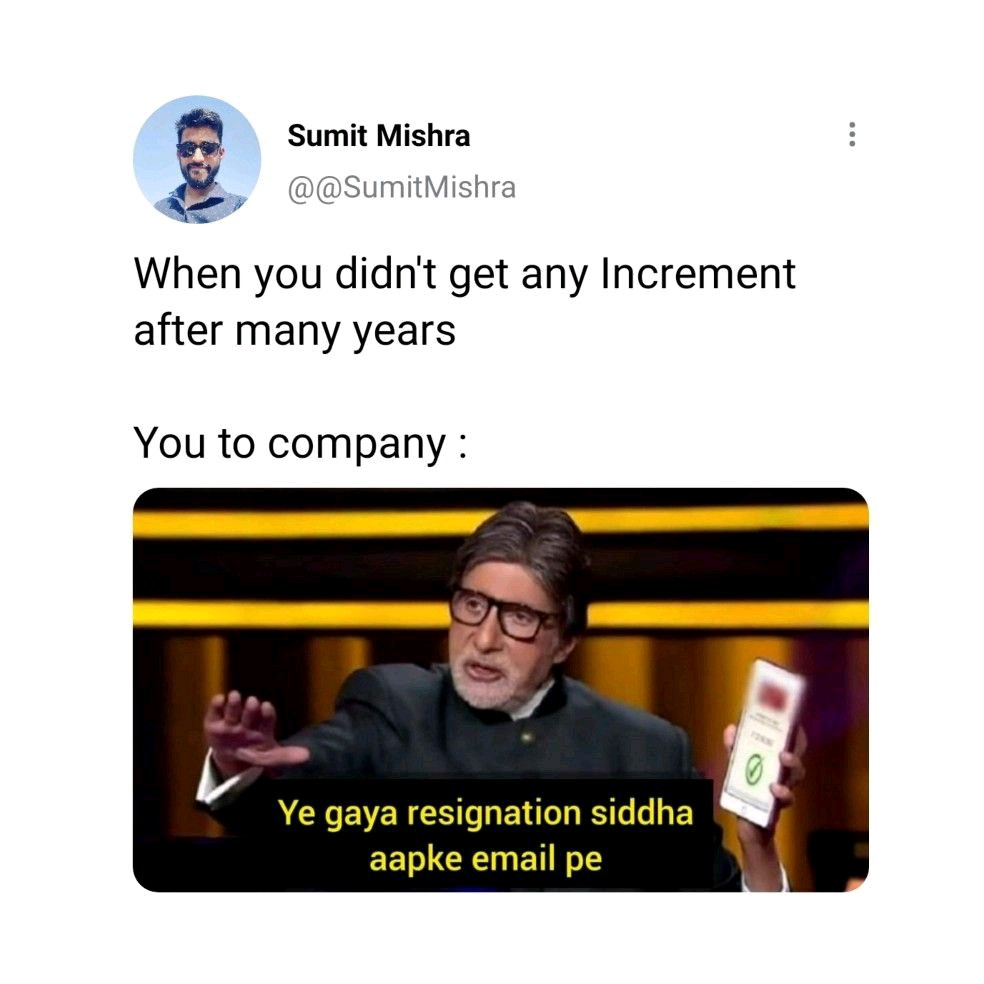 Sumit Mishra
@@SumitMishra
When you didn't get any Increment
after many years
You to company :
Ye gaya resignation siddha
aapke email pe